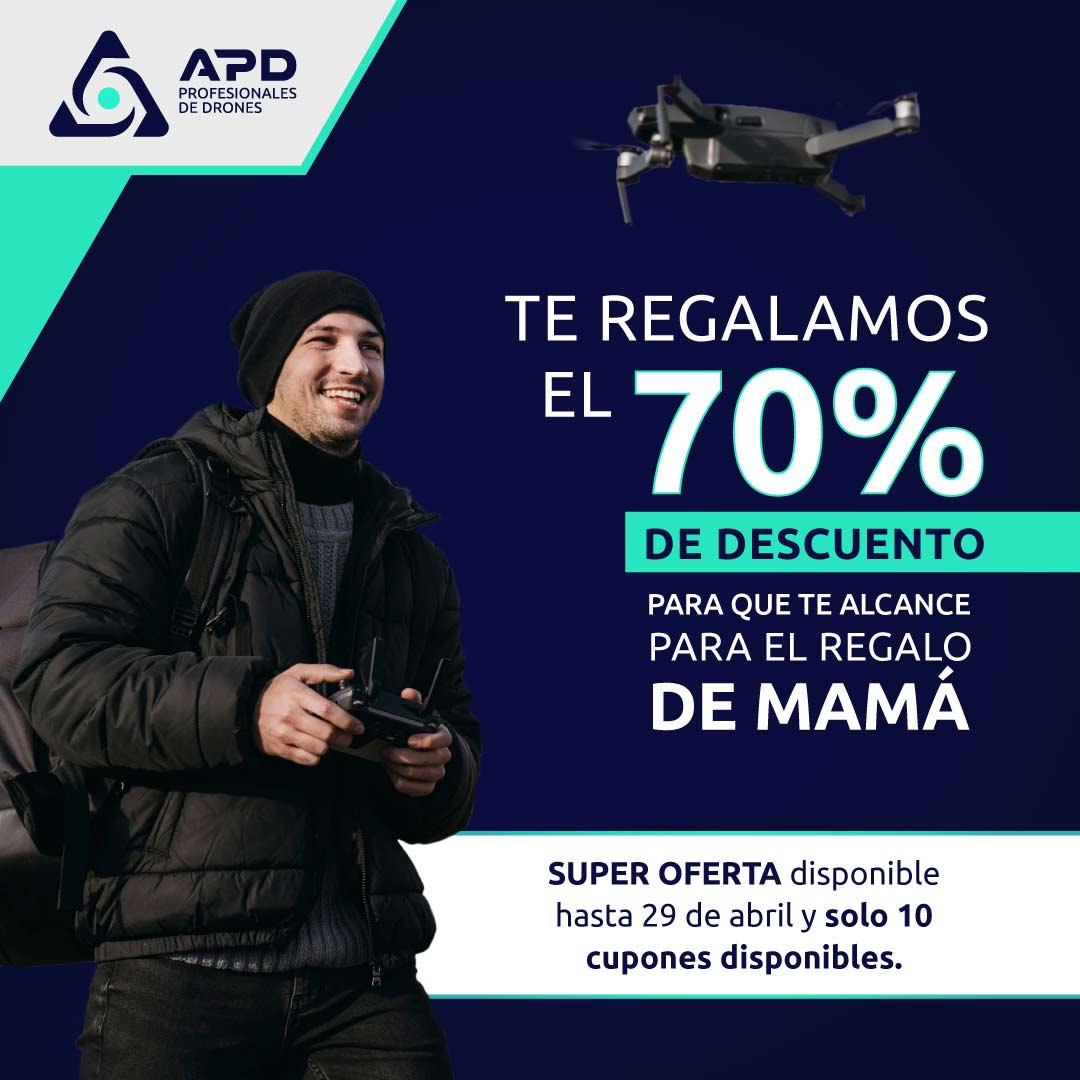 APD
PROFESIONALES
DE DRONES
TE REGALAMOS
EL 70%
DE DESCUENTO
PARA QUE TE ALCANCE
PARA EL REGALO
DE MAMÁ
SUPER OFERTA disponible
hasta 29 de abril y solo 10
cupones disponibles.